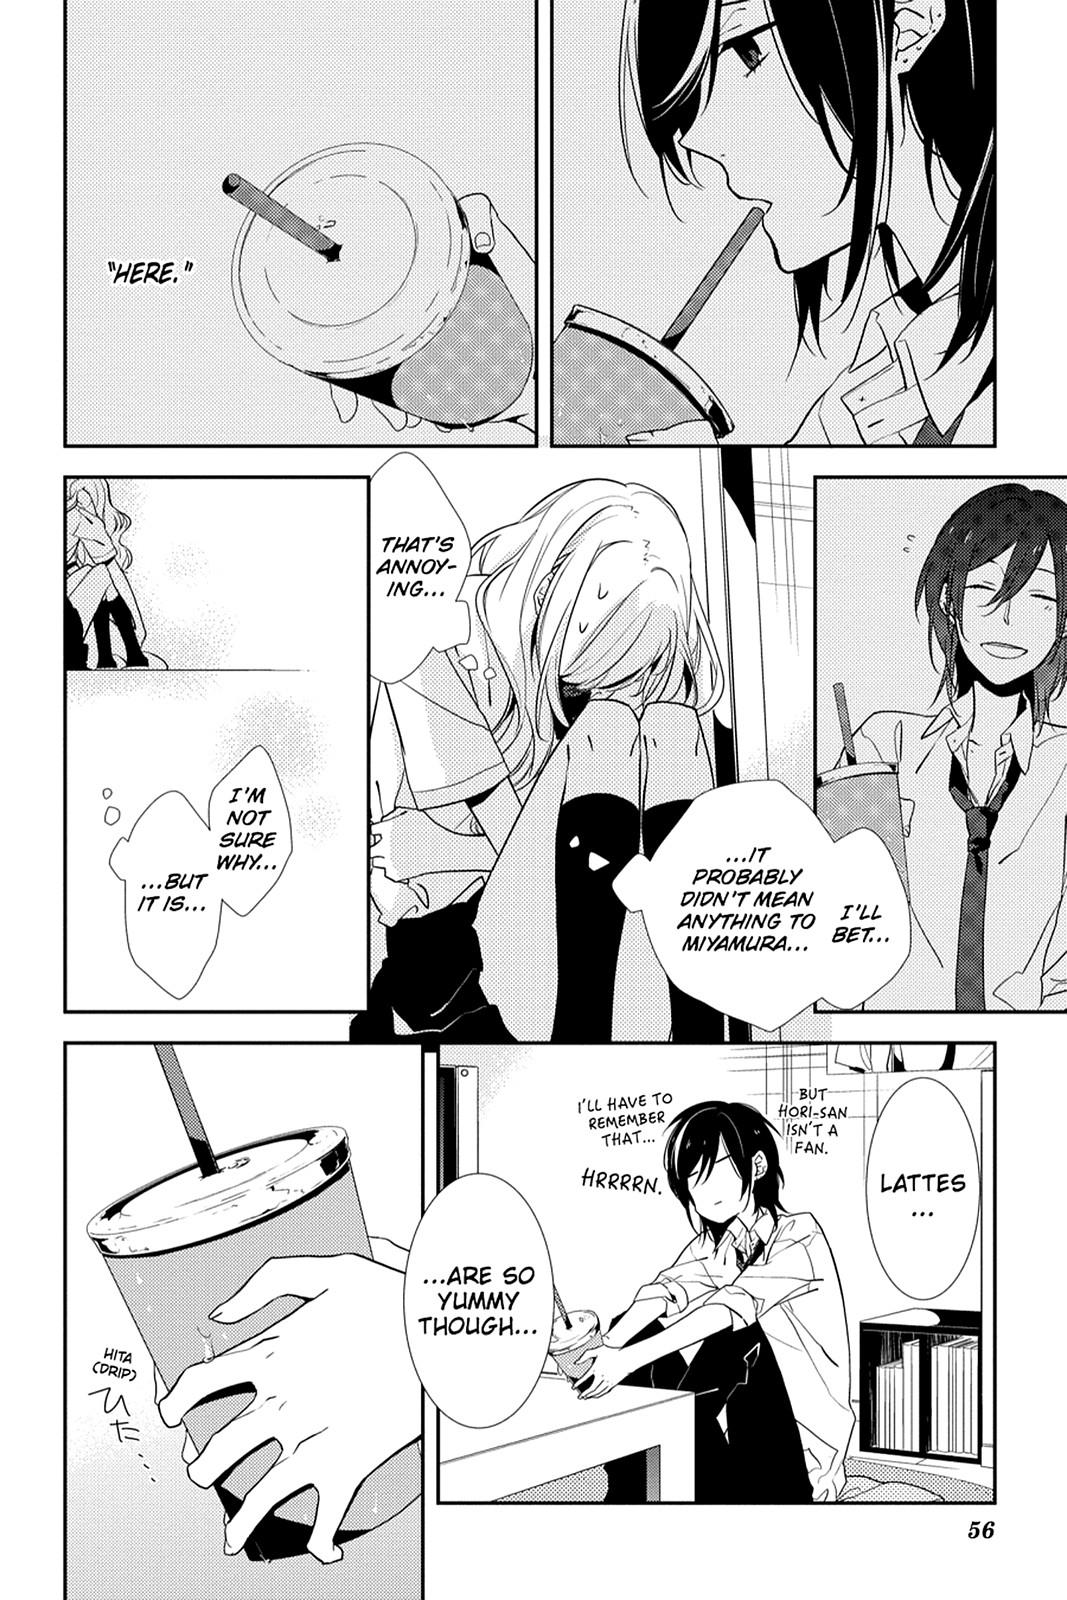 "HERE."
I'LL
BET...
...IT
PROBABLY
DIDN'T MEAN
ANYTHING TO
MIYAMURA...
THAT'S
ANNOY-
ING...
I'M
NOT
SURE
WHY...
...BUT
IT IS...
LATTES
...
BUT
HORI-SAN
ISN'T A
FAN.
I'LL HAVE TO
REMEMBER
THAT...
HRRRRN.
...ARE SO
YUMMY
THOUGH...
HITA
(DRIP)
ひた…
56